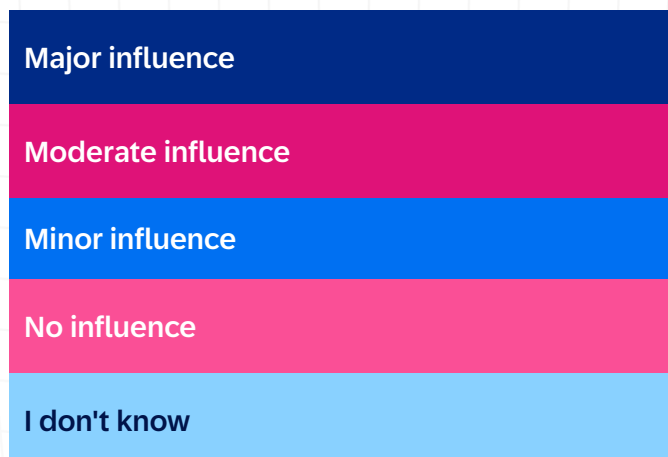 Major influence
Moderate influence
Minor influence
No influence
I don't know